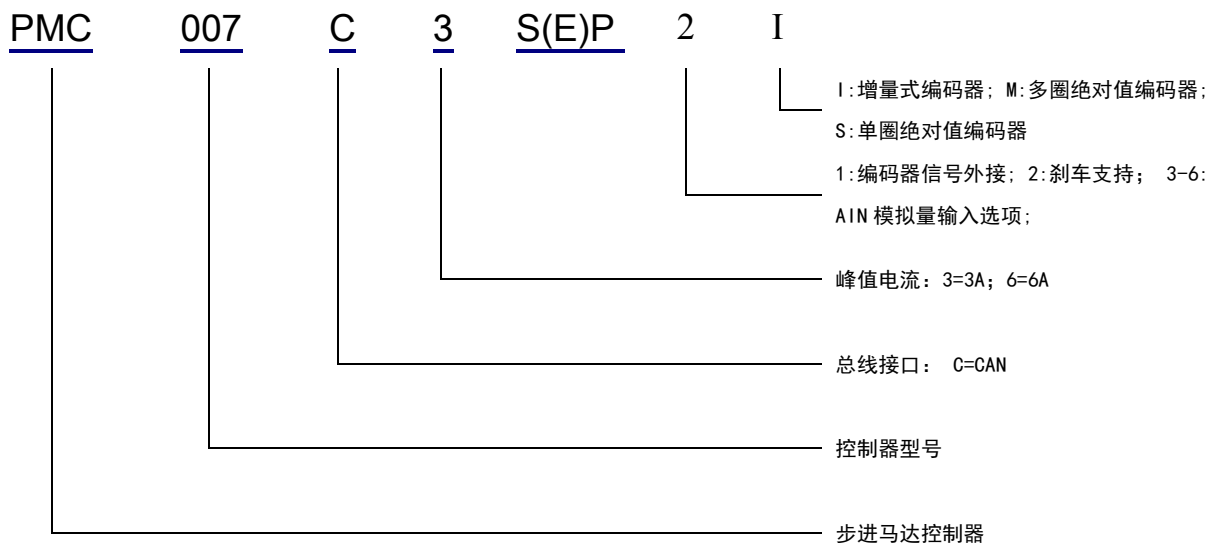 PMC 007 C 3 S(E)P 2 I
I:增量式编码器; M:多圈绝对值编码器;
S:单圈绝对值编码器
1:编码器信号外接; 2:刹车支持; 3-6:
AIN 模拟量输入选项;
峰值电流: 3=3A; 6=6A
总线接口: C=CAN
控制器型号
步进马达控制器